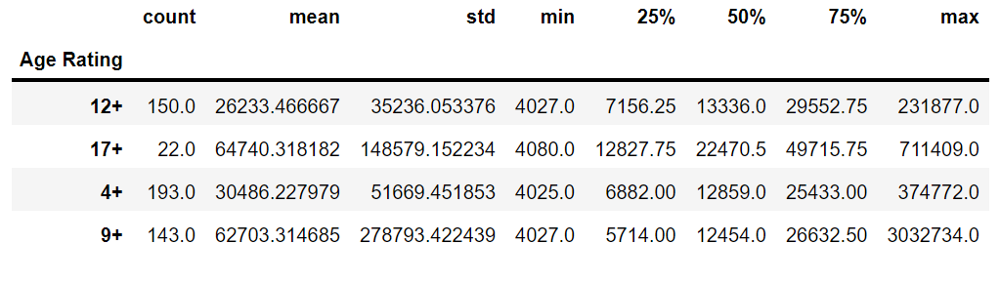 count mean std min 25% 50% 75% max
Age Rating
12+ 150.0 26233.466667 35236.053376 4027.0 7156.25 13336.0 29552.75 231877.0
17+ 22.0 64740.318182 148579.152234 4080.0 12827.75 22470.5 49715.75 711409.0
4+ 193.0 30486.227979 51669.451853 4025.0 6882.00 12859.0 25433.00 374772.0
9+ 143.0 62703.314685 278793.422439 4027.0 5714.00 12454.0 26632.50 3032734.0